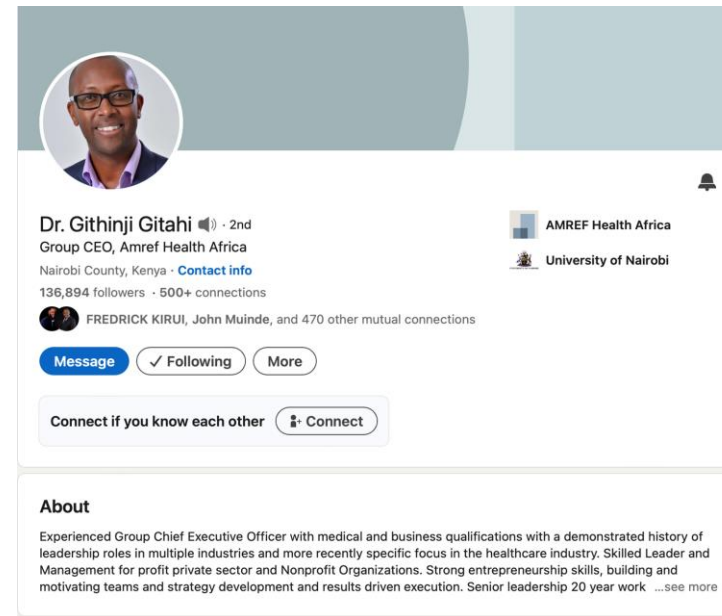 Dr. Githinji Gitahi · 2nd
Group CEO, Amref Health Africa
Nairobi County, Kenya · Contact info
136,894 followers · 500+ connections
FREDRICK KIRUI, John Muinde, and 470 other mutual connections
AMREF Health Africa
University of Nairobi
Message
✓ Following
More
Connect if you know each other
Connect
About
Experienced Group Chief Executive Officer with medical and business qualifications with a demonstrated history of
leadership roles in multiple industries and more recently specific focus in the healthcare industry. Skilled Leader and
Management for profit private sector and Nonprofit Organizations. Strong entrepreneurship skills, building and
motivating teams and strategy development and results driven execution. Senior leadership 20 year work ...see more